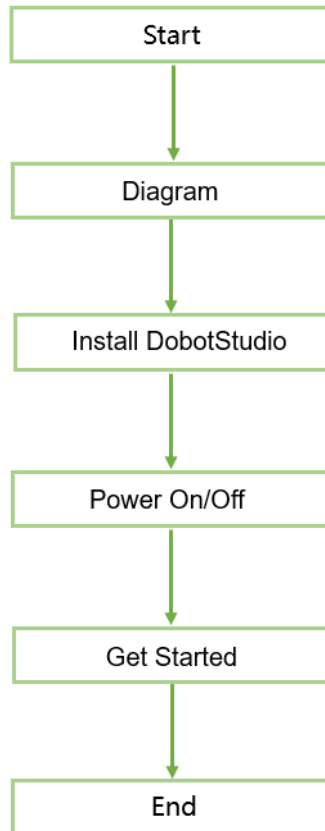 Start
Diagram
Install DobotStudio
Power On/Off
Get Started
End